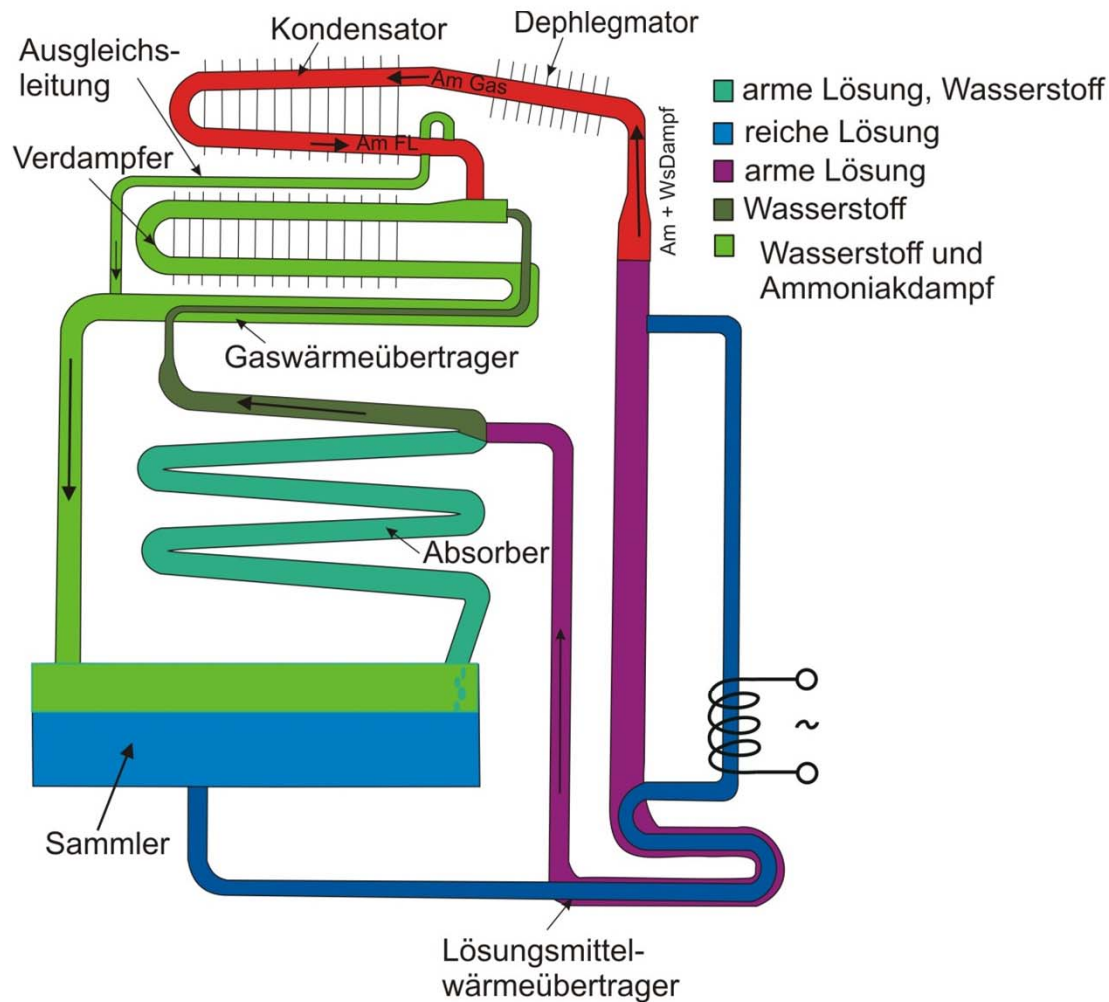 Kondensator
Dephlegmator
Ausgleichs-
leitung
Am Gas
Am FL
Verdampfer
Am + WsDampf
arme Lösung, Wasserstoff
reiche Lösung
arme Lösung
Wasserstoff
Wasserstoff und
Ammoniakdampf
Gaswärmeübertrager
Absorber
~
Sammler
Lösungsmittel-
wärmeübertrager